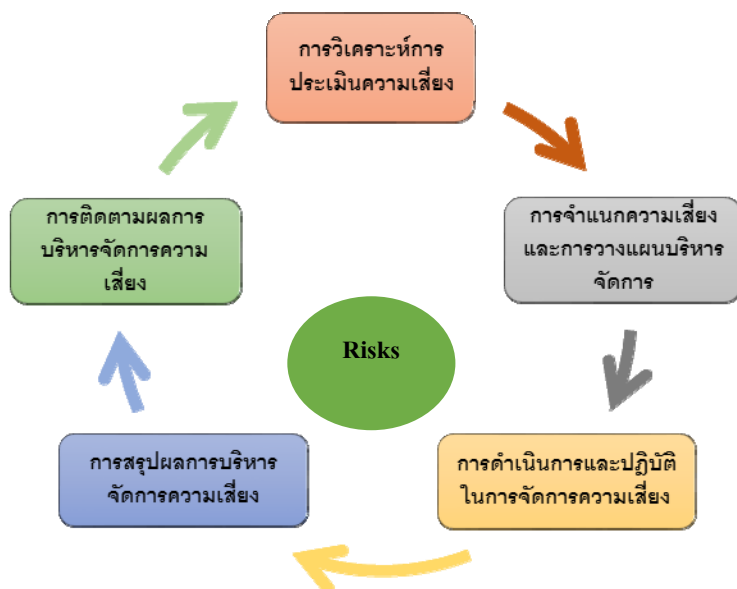 การวิเคราะห์การ
ประเมินความเสี่ยง
การจำแนกความเสี่ยง
และการวางแผนบริหาร
จัดการ
การดำเนินการและปฏิบัติ
ในการจัดการความเสี่ยง
การสรุปผลการบริหาร
จัดการความเสี่ยง
การติดตามผลการ
บริหารจัดการความ
เสี่ยง
Risks